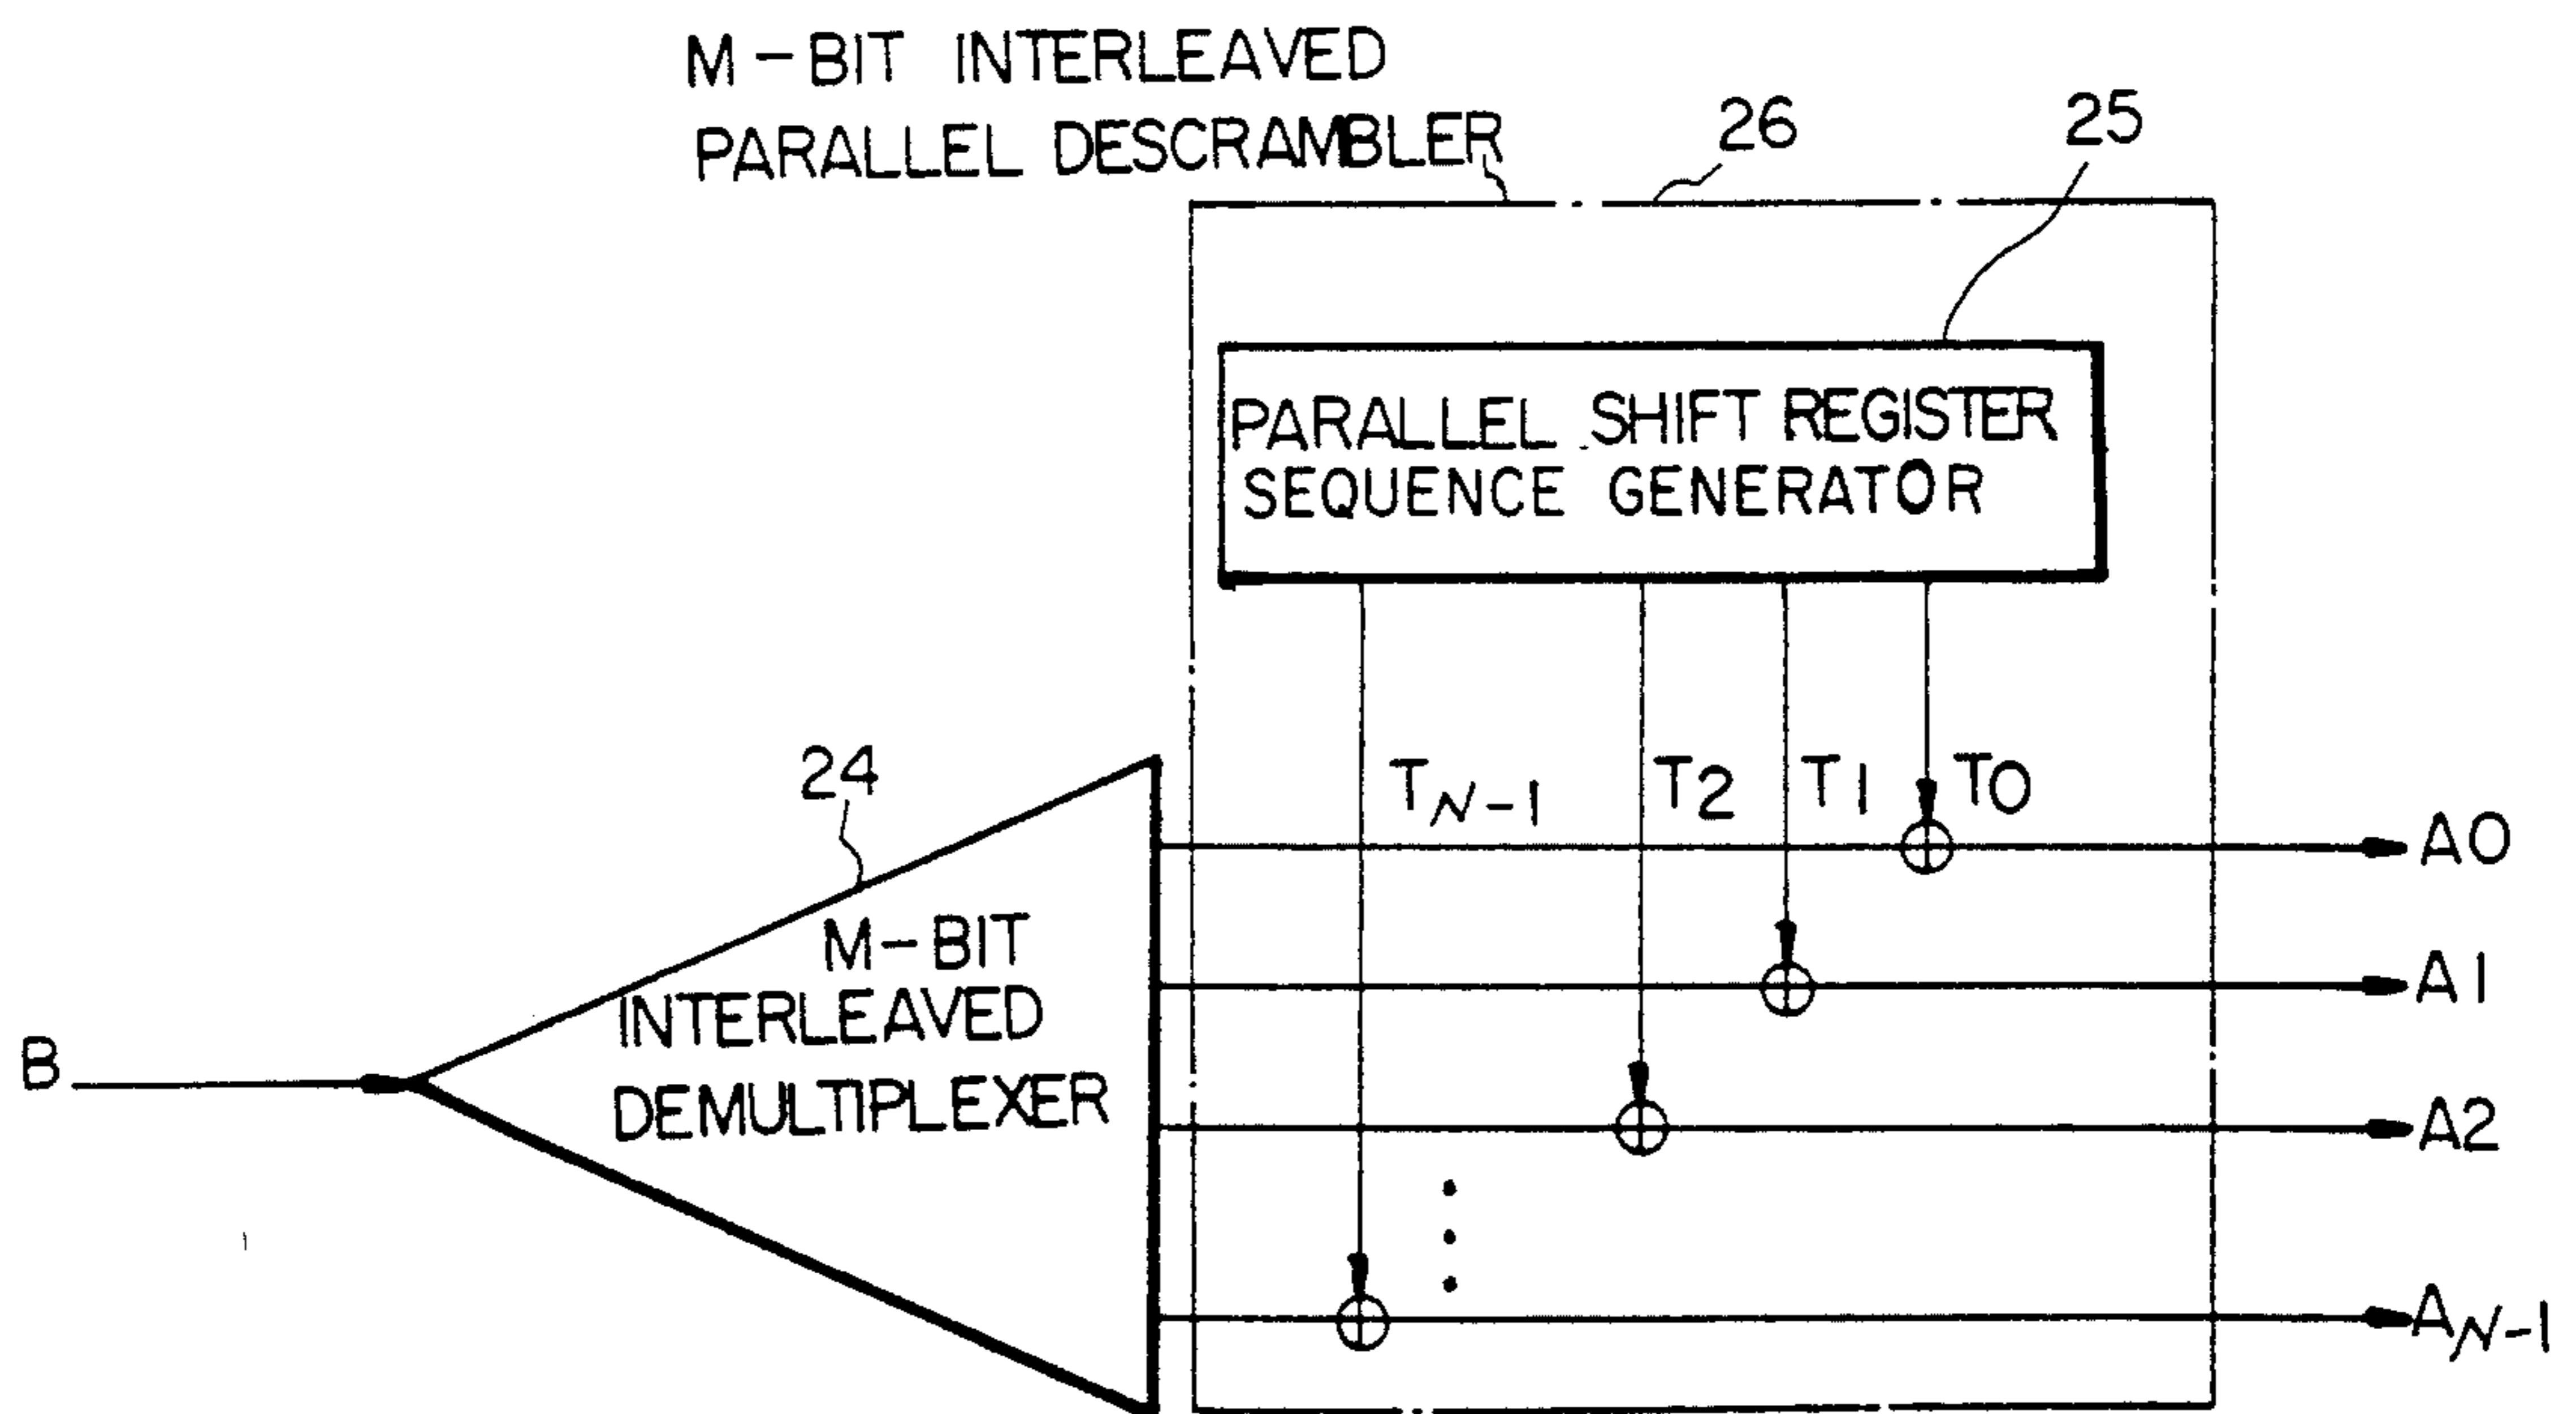 M-BIT INTERLEAVED
PARALLEL DESCRAMBLER
26
25
PARALLEL SHIFT REGISTER
SEQUENCE GENERATOR
24
TN-1
T2
T1
T0
A0
M-BIT
INTERLEAVED
DEMULTIPLEXER
A1
B
A2
AN-1